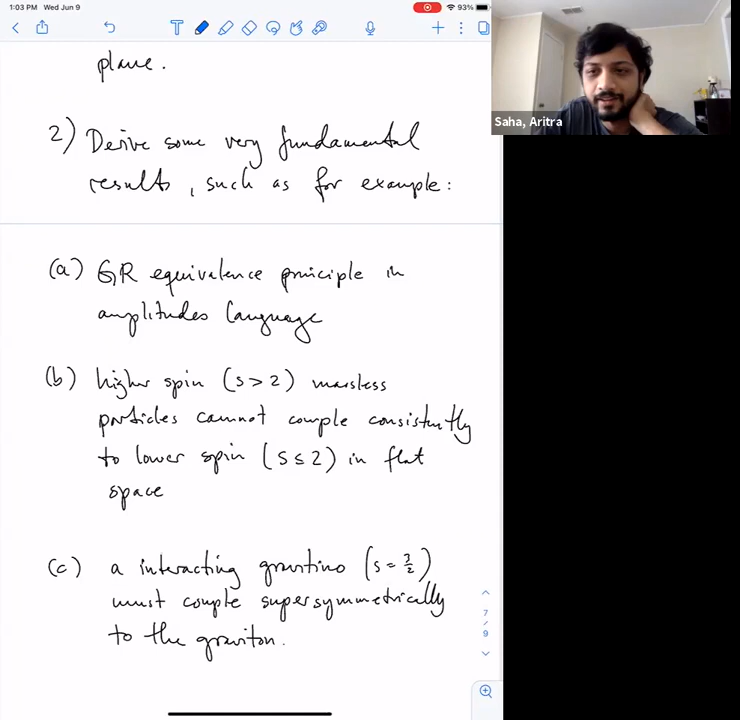 1:03 PM Wed Jun 9
93%
Saha, Aritra
plane.
2) Derive some very fundamental
results, such as for example:
(a) GR equivalence principle in
amplitudes language
(b) higher spin (s > 2) massless
particles cannot couple consistently
to lower spin (s ≤ 2) in flat
space
(c) a interacting gravitino (s = 3/2)
must couple supersymmetrically
to the graviton.
7
/
9